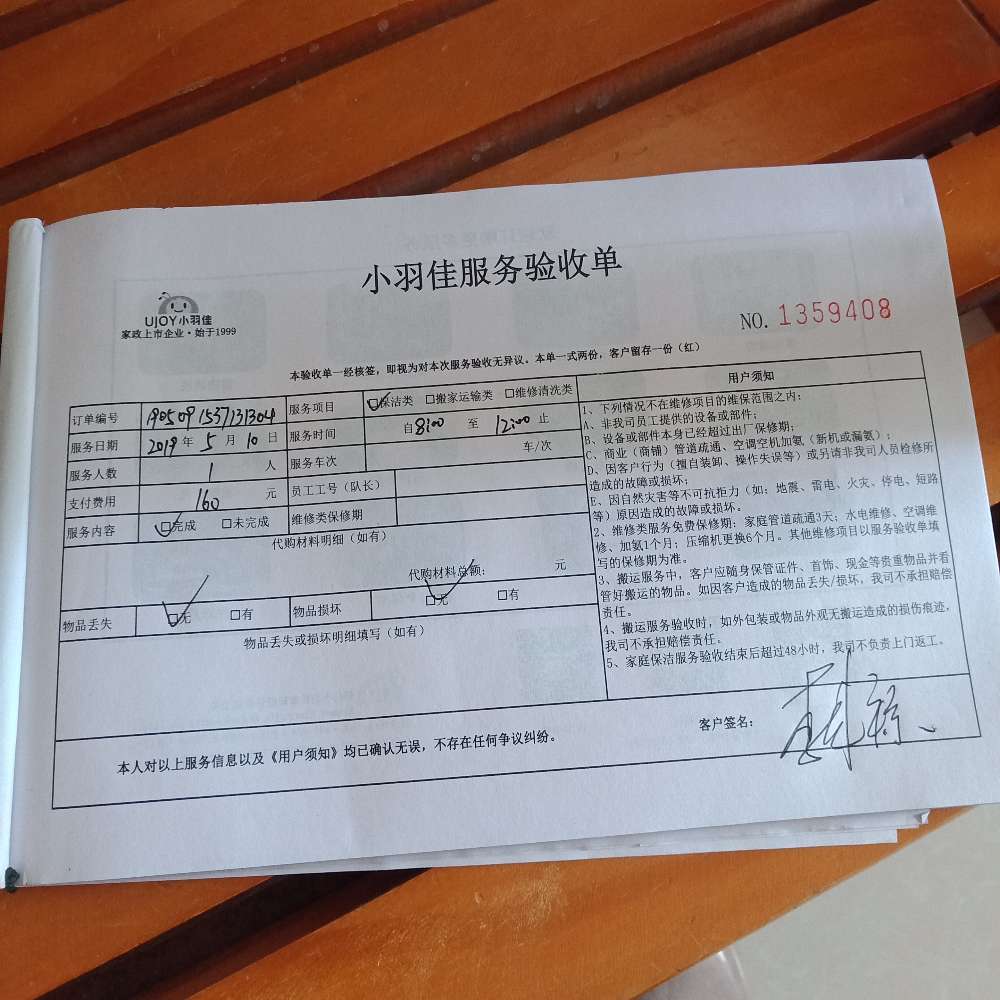 小羽佳服务验收单
UJOY小羽佳
家政上市企业·始于1999
NO. 1359408
本验收单一经核签，即视为对本次服务验收无异议。本单一式两份，客户留存一份（红）
订单编号 1905091537131304 服务项目 ☑保洁类 □搬家运输类 □维修清洗类
服务日期 2019年 5 月 10 日 服务时间 自8:00 至 12:00 止
服务人数 1 人 服务车次 车/次
支付费用 160 元 员工工号（队长）
服务内容 ☑完成 □未完成 维修类保修期
代购材料明细（如有）
代购材料总额： 元
物品丢失 ☑无 □有 物品损坏 ☑无 □有
物品丢失或损坏明细填写（如有）
用户须知
1、下列情况不在维修项目的维保范围之内：
A、非我司员工提供的设备或部件；
B、设备或部件本身已经超过出厂保修期；
C、商业（商铺）管道疏通、空调空机加氨（新机或漏氨）；
D、因客户行为（擅自装卸、操作失误等）或另请非我司人员检修所
造成的故障或损坏；
E、因自然灾害等不可抗拒力（如：地震、雷电、火灾、停电、短路
等）原因造成的故障或损坏。
2、维修类服务免费保修期：家庭管道疏通3天；水电维修、空调维
修、加氨1个月；压缩机更换6个月。其他维修项目以服务验收单填
写的保修期为准。
3、搬运服务中，客户应随身保管证件、首饰、现金等贵重物品并看
管好搬运的物品。如因客户造成的物品丢失/损坏，我司不承担赔偿
责任。
4、搬运服务验收时，如外包装或物品外观无搬运造成的损伤痕迹，
我司不承担赔偿责任。
5、家庭保洁服务验收结束后超过48小时，我司不负责上门返工。
本人对以上服务信息以及《用户须知》均已确认无误，不存在任何争议纠纷。
客户签名：